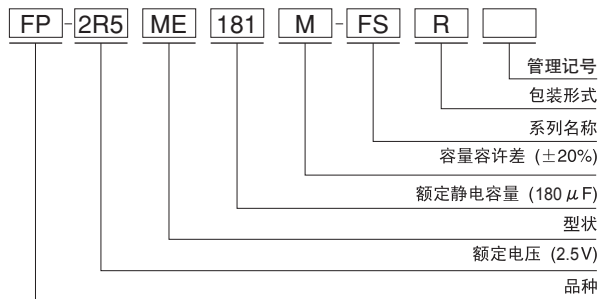 FP-2R5 ME 181 M-FS R
管理记号
包装形式
系列名称
容量容许差 (±20%)
额定静电容量 (180μF)
型状
额定电压 (2.5V)
品种